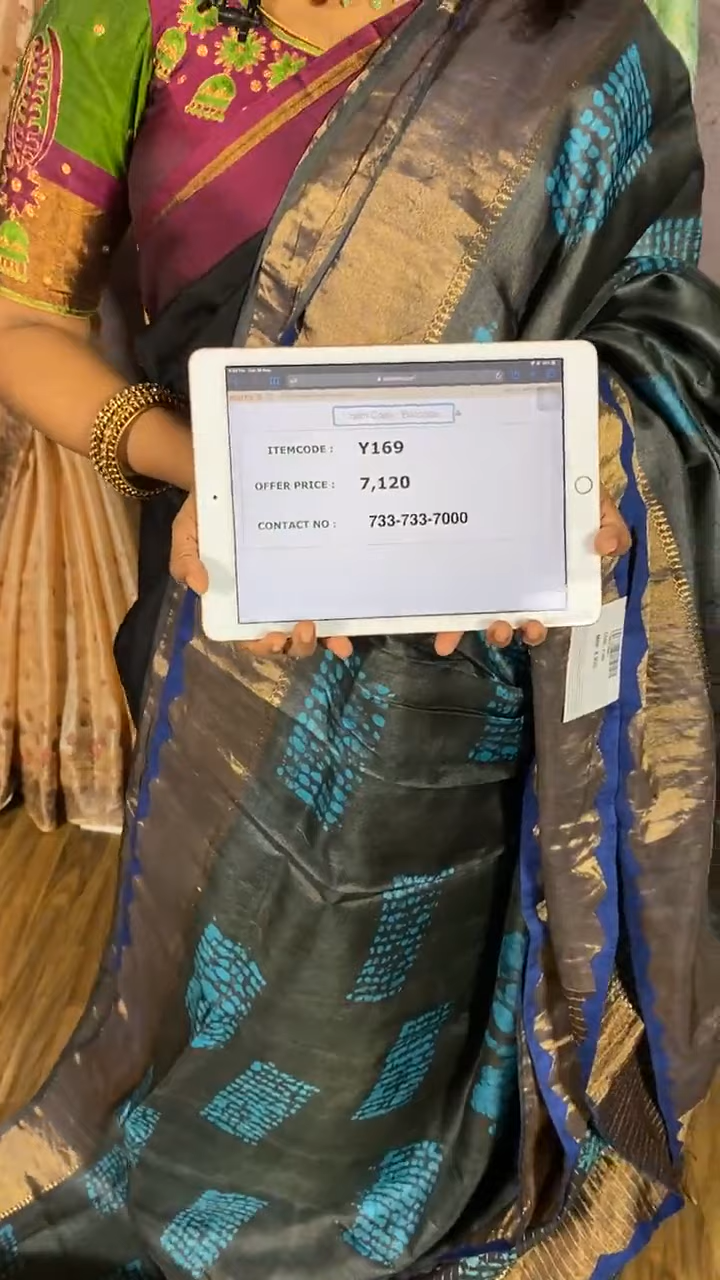 ITEMCODE : Y169
OFFER PRICE : 7,120
CONTACT NO : 733-733-7000